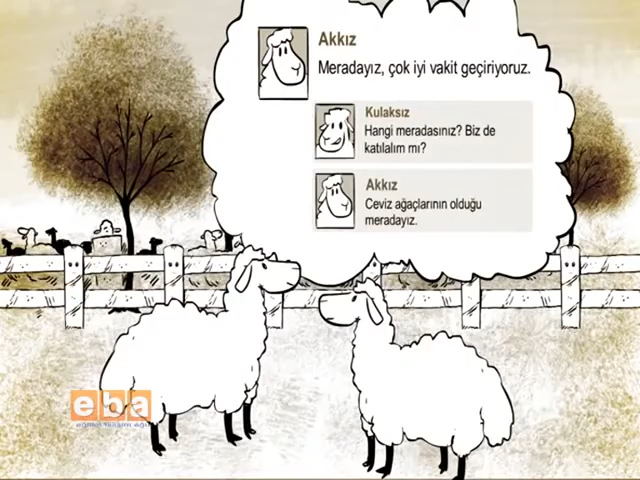 Akkız
Meradayız, çok iyi vakit geçiriyoruz.
Kulaksız
Hangi meradasınız? Biz de
katılalım mı?
Akkız
Ceviz ağaçlarının olduğu
meradayız.
eba